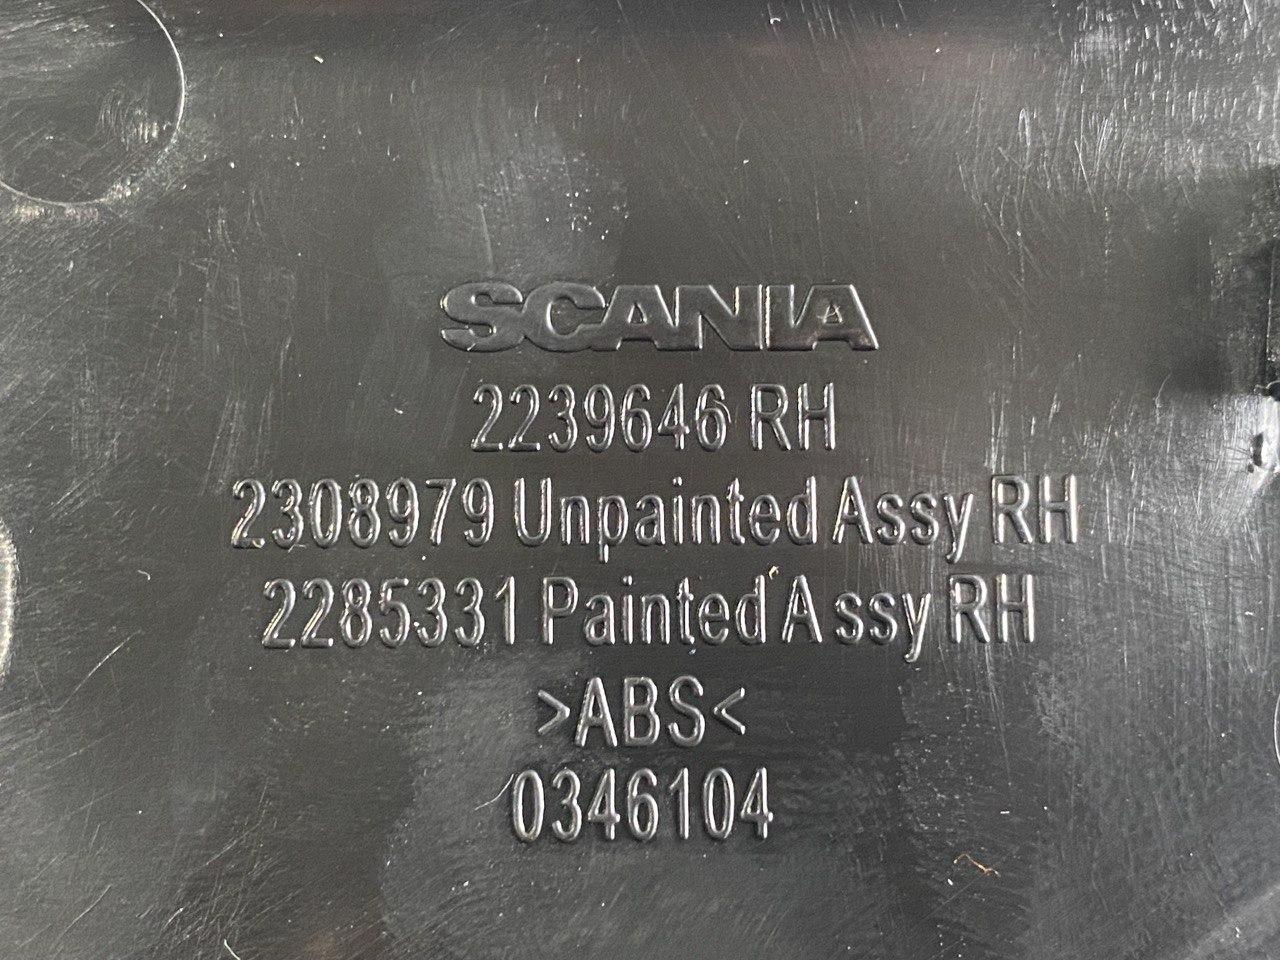 SCANIA
2239646 RH
2308979 Unpainted Assy RH
2285331 Painted Assy RH
>ABS<
0346104